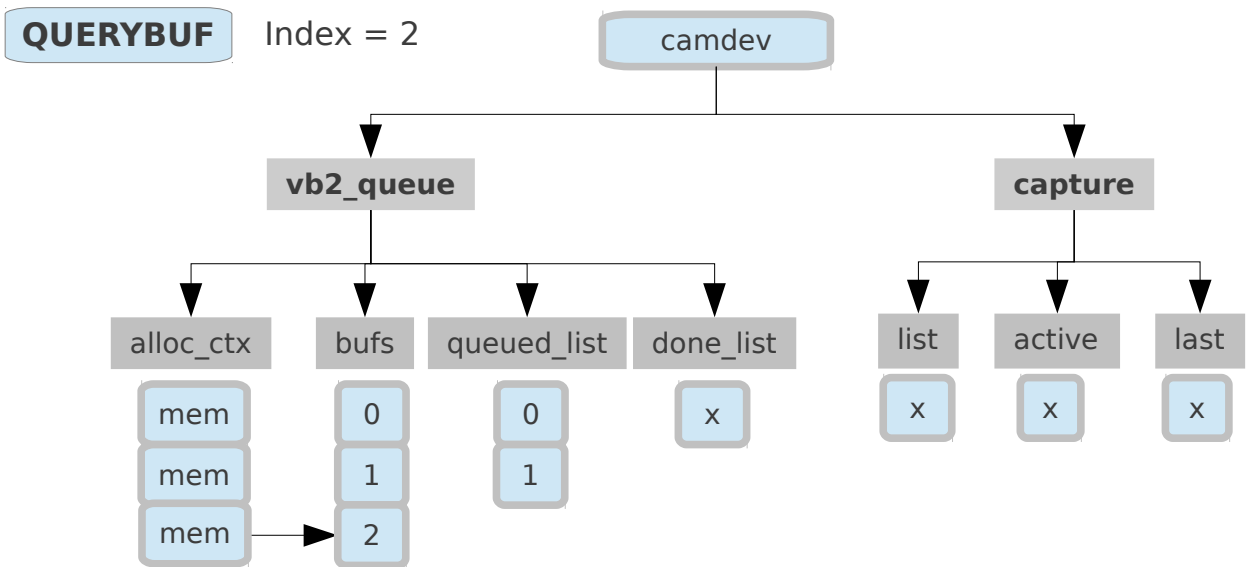 QUERYBUF Index = 2
camdev
vb2_queue capture
alloc_ctx bufs queued_list done_list list active last
mem 0 0 x x x x
mem 1 1
mem 2